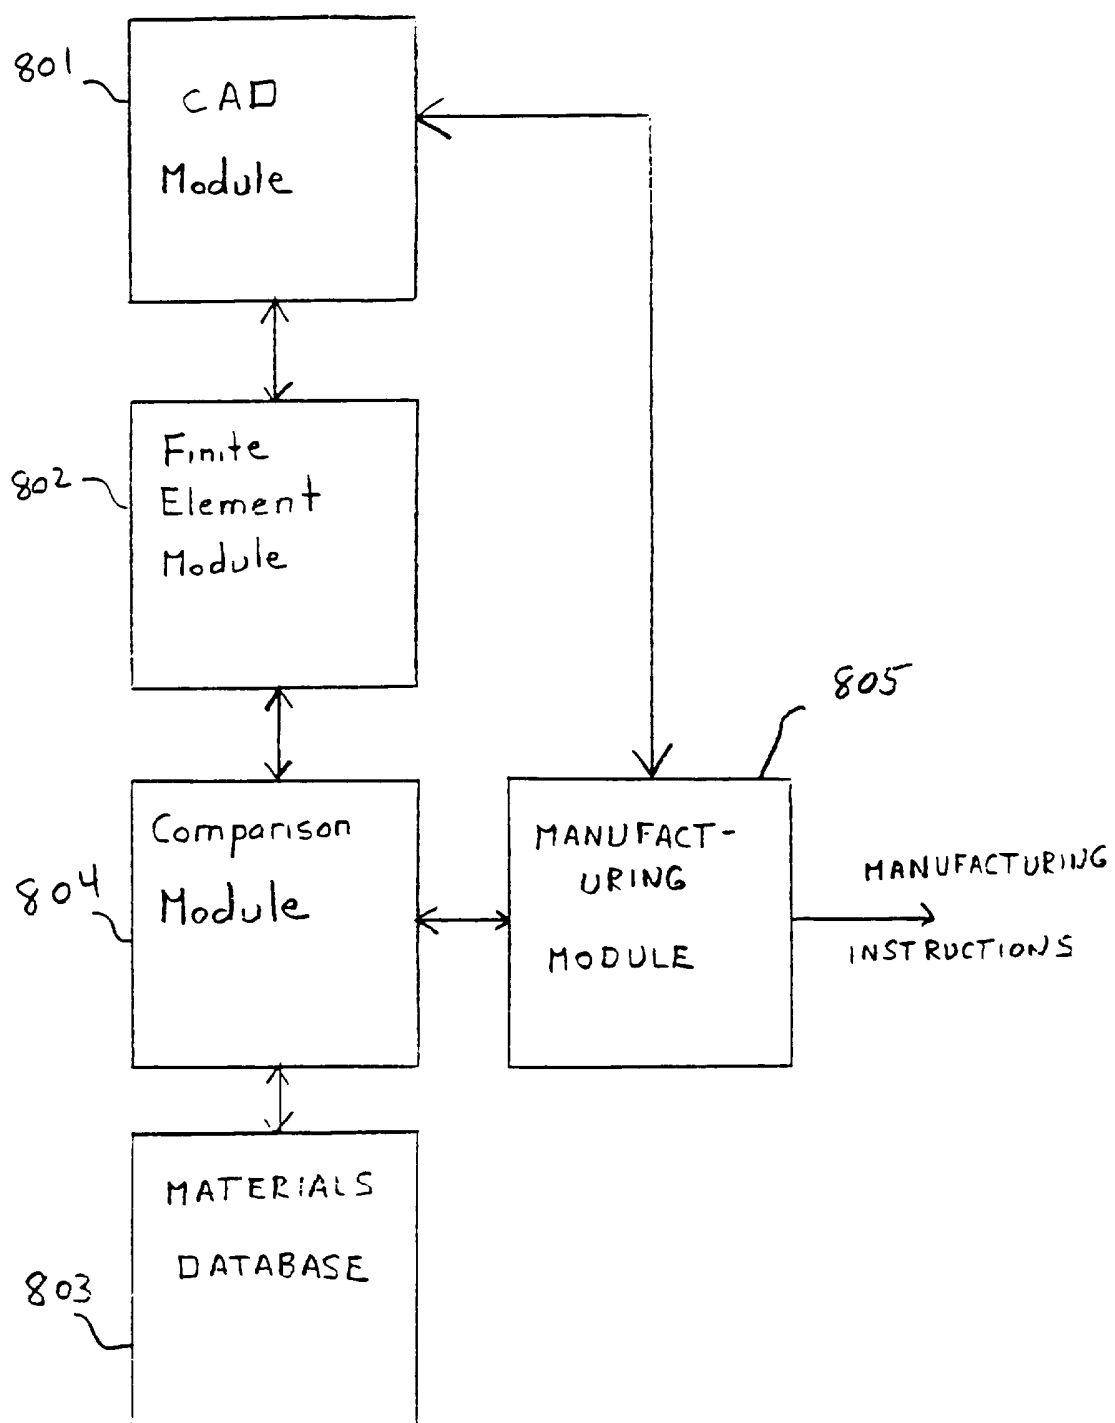 801
CAD
Module
802
Finite
Element
Module
805
804
Comparison
Module
MANUFACT-
URING
MODULE
MANUFACTURING
INSTRUCTIONS
803
MATERIALS
DATABASE